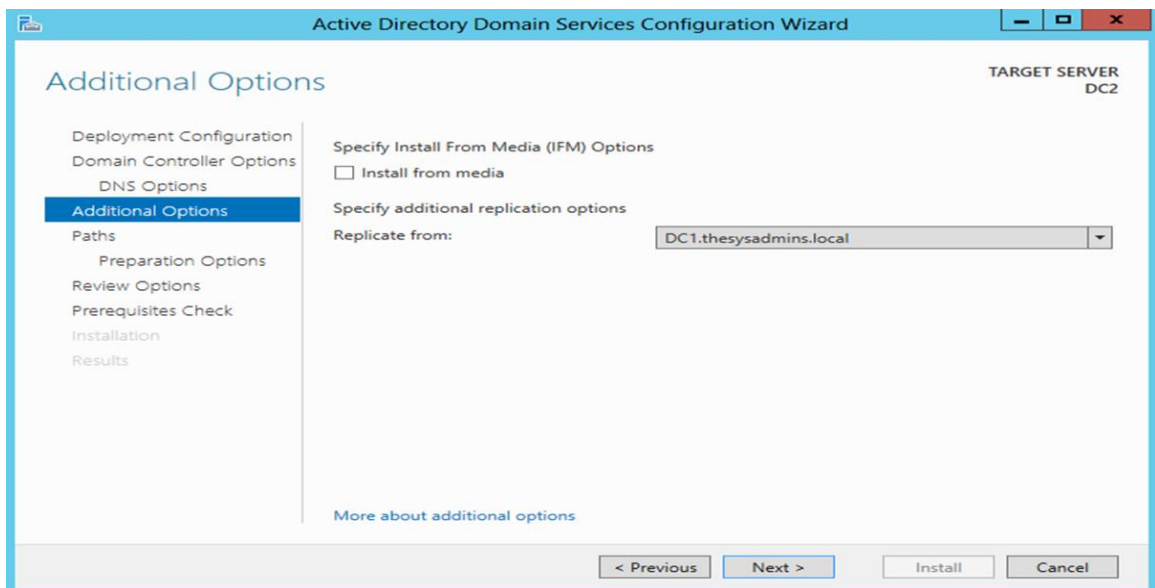 Active Directory Domain Services Configuration Wizard
Additional Options
TARGET SERVER
DC2
Deployment Configuration
Domain Controller Options
DNS Options
Additional Options
Paths
Preparation Options
Review Options
Prerequisites Check
Installation
Results
Specify Install From Media (IFM) Options
Install from media
Specify additional replication options
Replicate from: DC1.thesysadmins.local
More about additional options
< Previous Next > Install Cancel